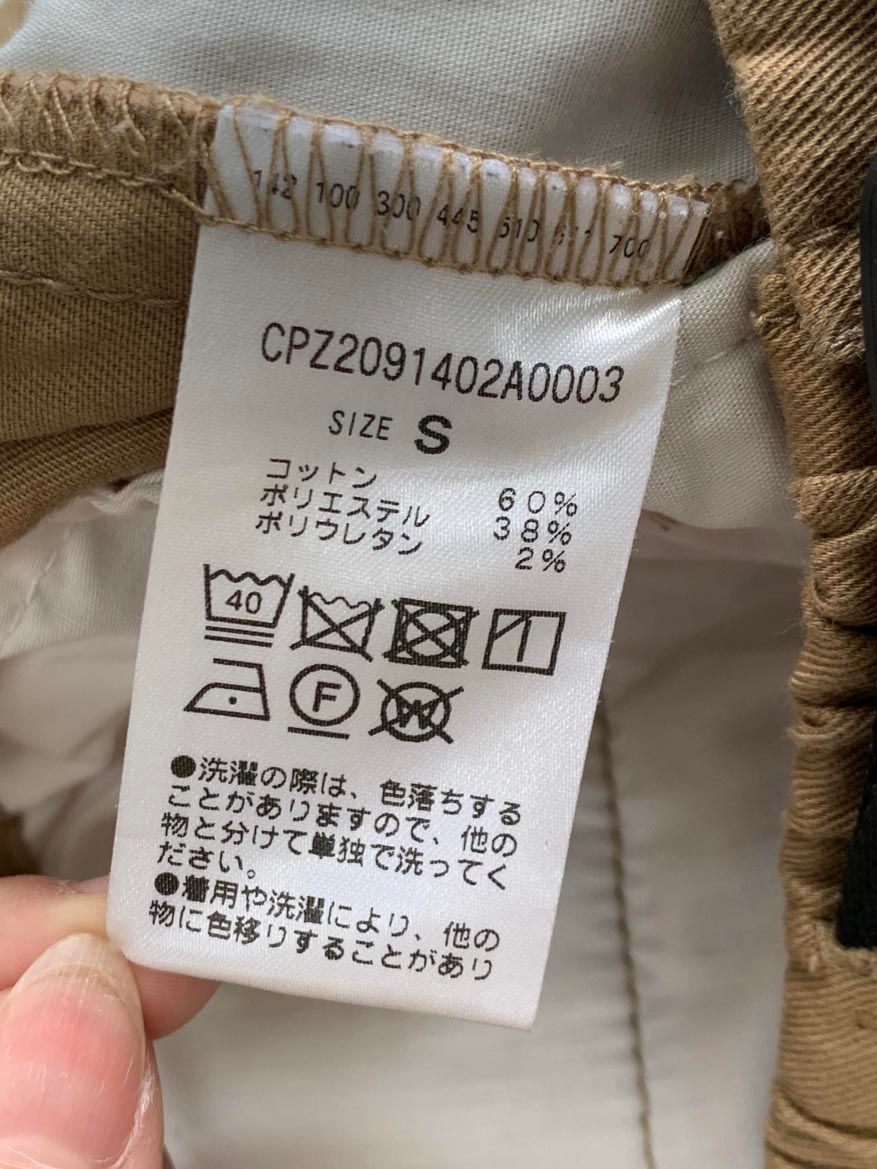 100 300 445 510 700
CPZ2091402A0003
SIZE S
コットン 60%
ポリエステル 38%
ポリウレタン 2%
40
F
W
●洗濯の際は、色落ちする
ことがありますので、他の
物と分けて単独で洗ってく
ださい。
●着用や洗濯により、他の
物に色移りすることがあり